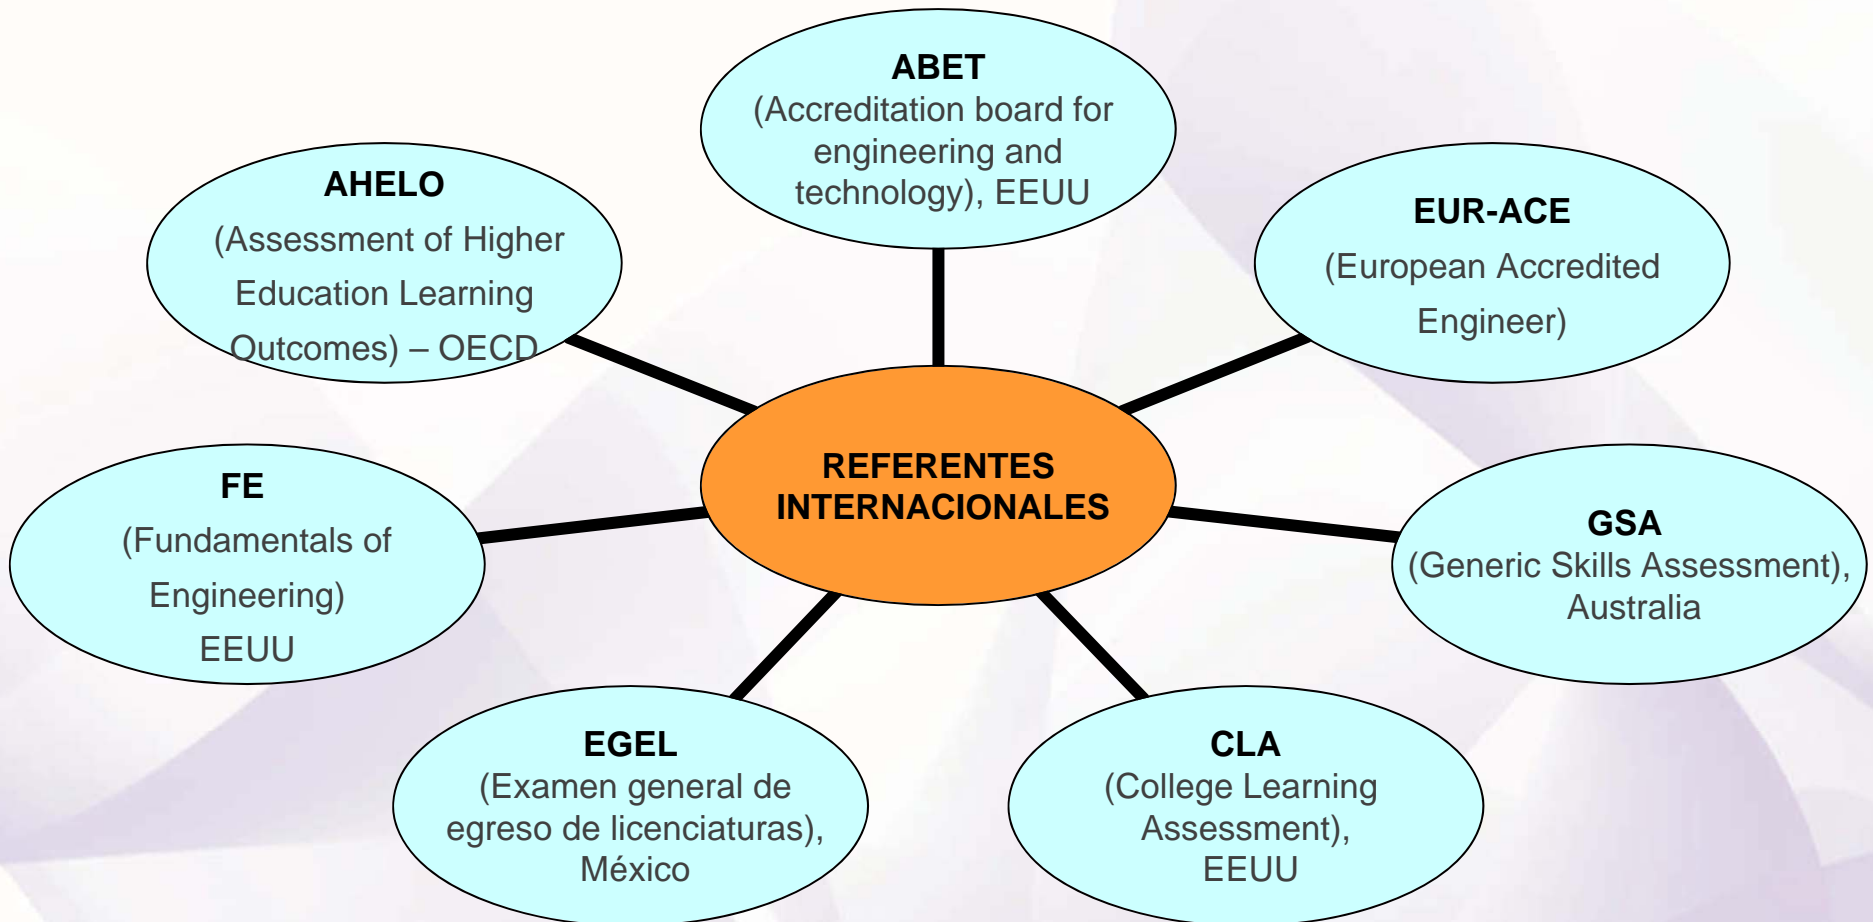 ABET
(Accreditation board for
engineering and
technology), EEUU
AHELO
(Assessment of Higher
Education Learning
Outcomes) – OECD
EUR-ACE
(European Accredited
Engineer)
REFERENTES
INTERNACIONALES
FE
(Fundamentals of
Engineering)
EEUU
GSA
(Generic Skills Assessment),
Australia
EGEL
(Examen general de
egreso de licenciaturas),
México
CLA
(College Learning
Assessment),
EEUU